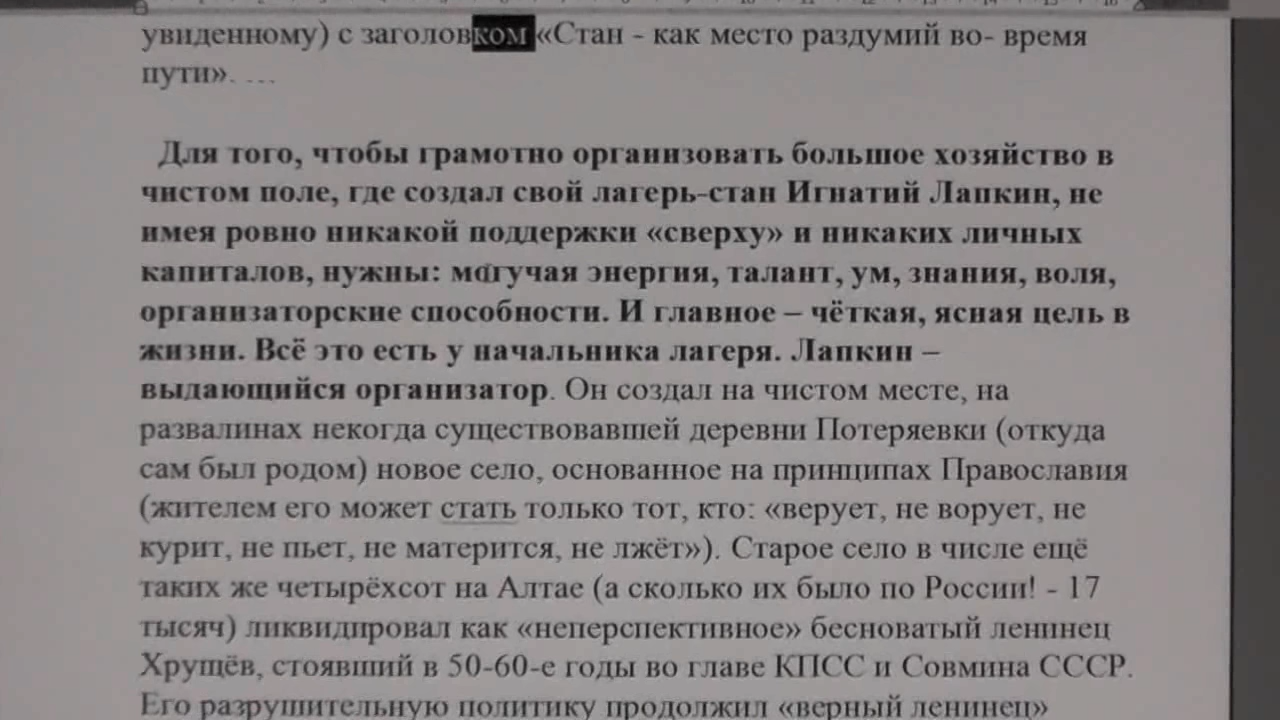 увиденному) с заголовком «Стан - как место раздумий во- время
пути». …
Для того, чтобы грамотно организовать большое хозяйство в
чистом поле, где создал свой лагерь-стан Игнатий Лапкин, не
имея ровно никакой поддержки «сверху» и никаких личных
капиталов, нужны: могучая энергия, талант, ум, знания, воля,
организаторские способности. И главное – чёткая, ясная цель в
жизни. Всё это есть у начальника лагеря. Лапкин –
выдающийся организатор. Он создал на чистом месте, на
развалинах некогда существовавшей деревни Потеряевки (откуда
сам был родом) новое село, основанное на принципах Православия
(жителем его может стать только тот, кто: «верует, не ворует, не
курит, не пьет, не матерится, не лжёт»). Старое село в числе ещё
таких же четырёхсот на Алтае (а сколько их было по России! - 17
тысяч) ликвидировал как «неперспективное» бесноватый ленинец
Хрущёв, стоявший в 50-60-е годы во главе КПСС и Совмина СССР.
Его разрушительную политику продолжил «верный ленинец»